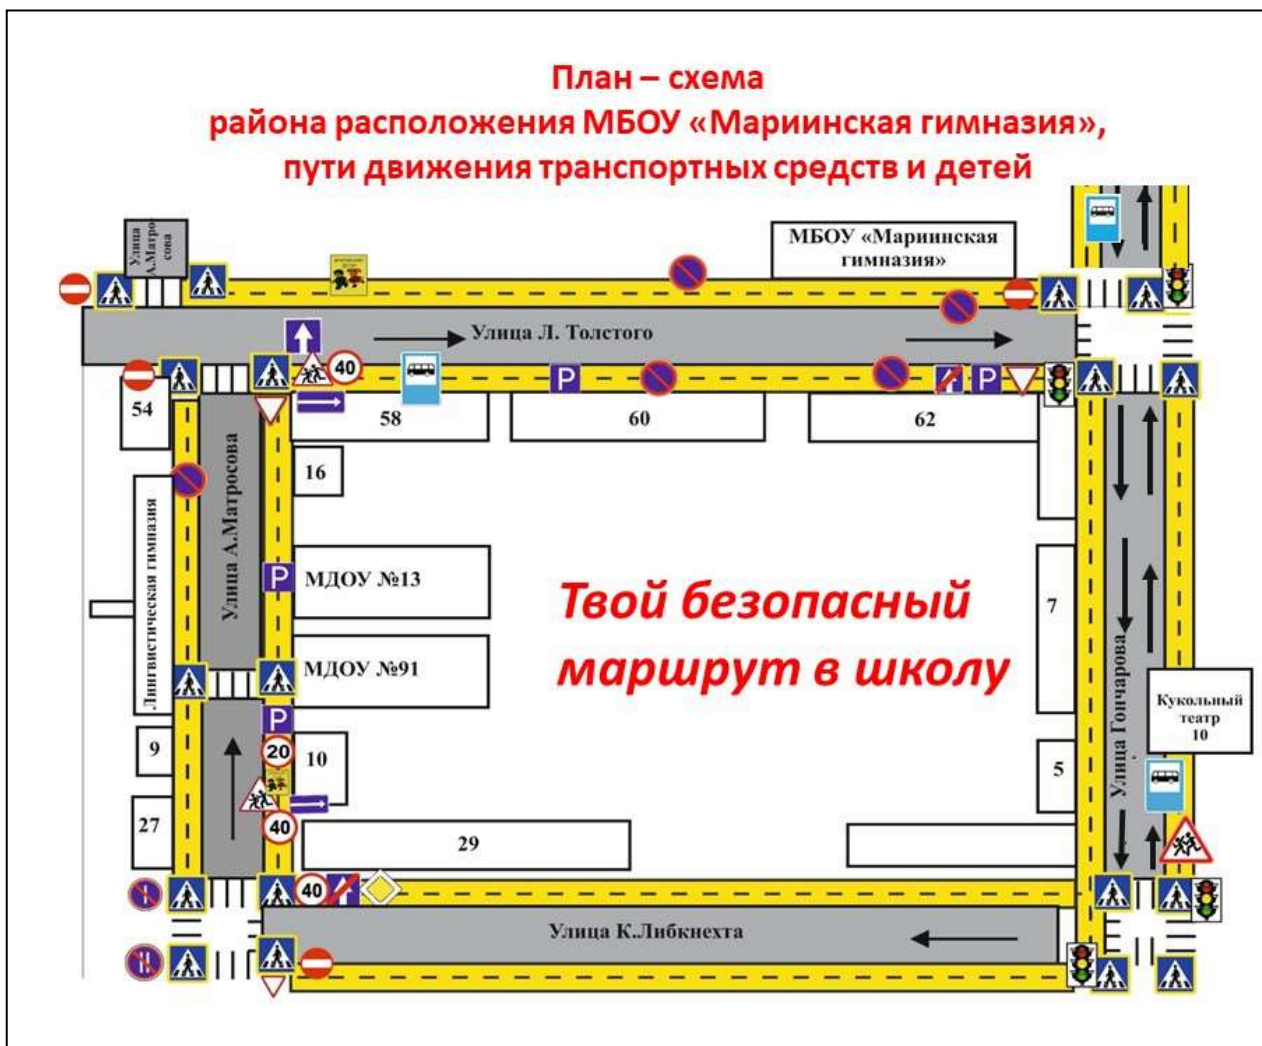 План – схема
района расположения МБОУ «Мариинская гимназия»,
пути движения транспортных средств и детей
Улица
А.Матро
сова
МБОУ «Мариинская
гимназия»
Улица Л. Толстого
40
P
P
54
58
60
62
16
Улица А.Матросова
Лингвистическая гимназия
P
МДОУ №13
Твой безопасный
маршрут в школу
7
МДОУ №91
Улица Гончарова
Кукольный
театр
10
P
9
20
10
5
27
40
29
40
Улица К.Либкнехта